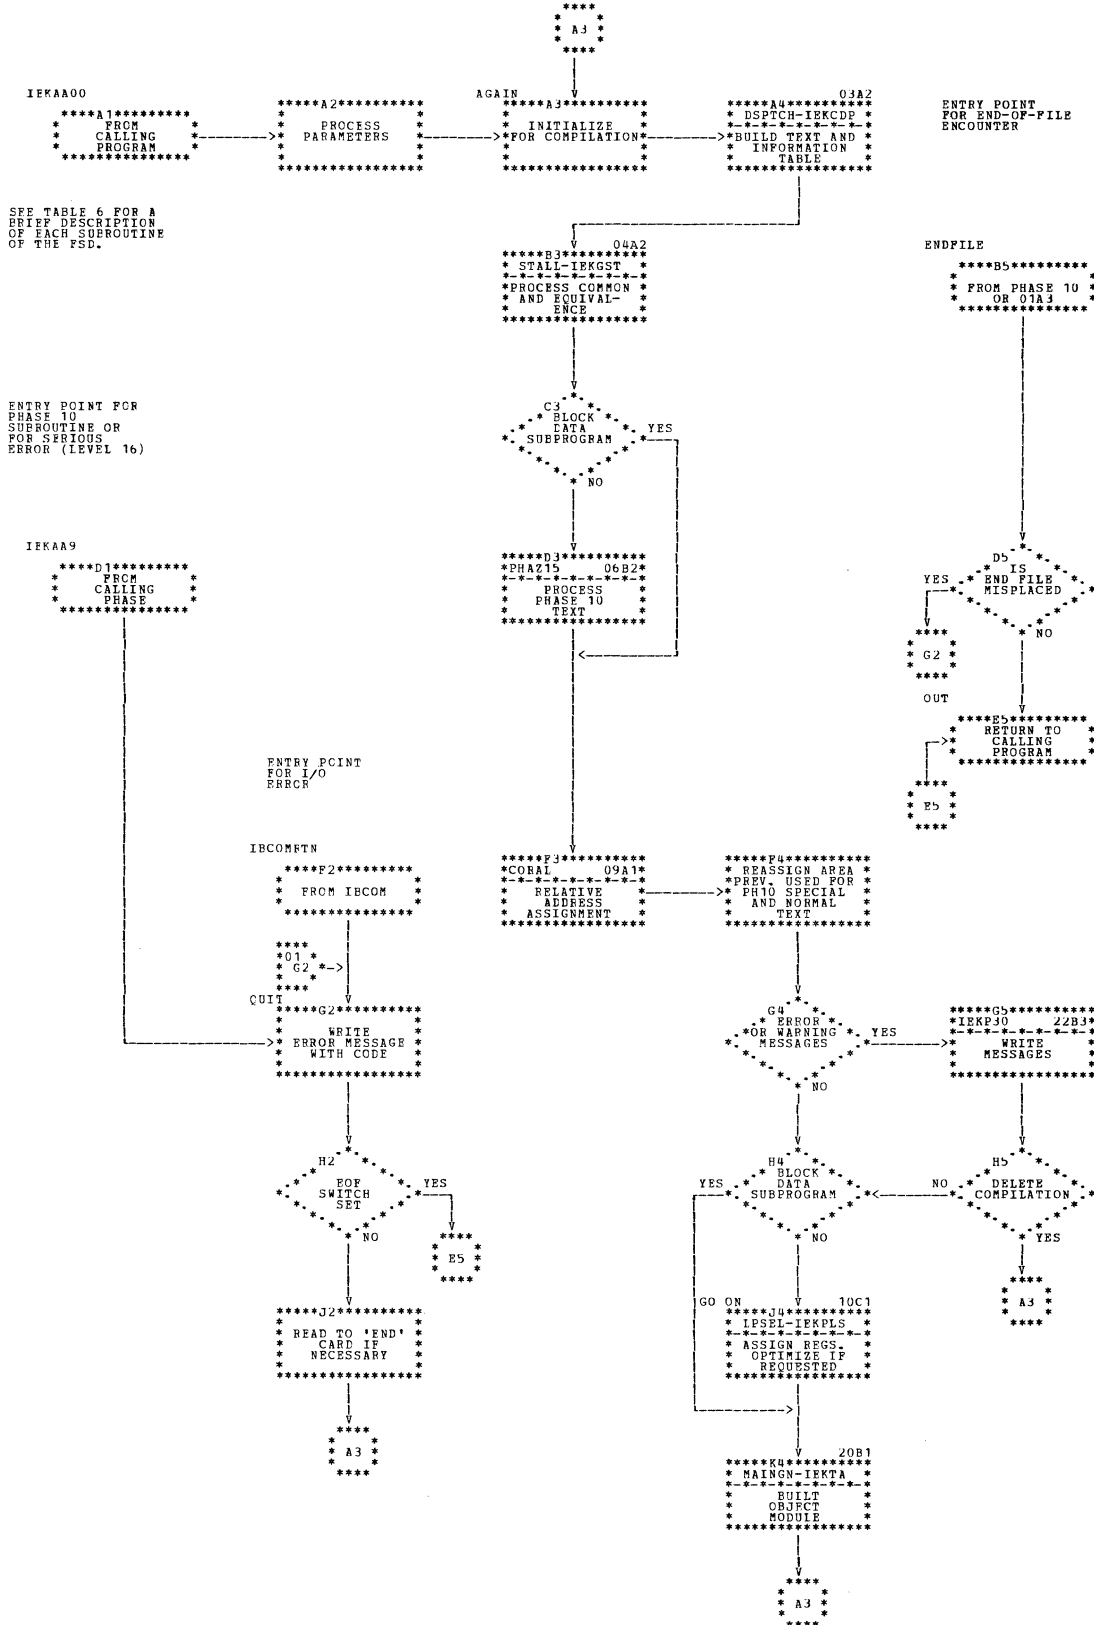 A3
IEKAA00
A1
FROM
CALLING
PROGRAM
A2
PROCESS
PARAMETERS
AGAIN
A3
INITIALIZE
FOR COMPILATION
03A2
A4
DSPTCH-IEKCDP
BUILD TEXT AND
INFORMATION
TABLE
ENTRY POINT
FOR END-OF-FILE
ENCOUNTER
SEE TABLE 6 FOR A
BRIEF DESCRIPTION
OF EACH SUBROUTINE
OF THE FSD.
04A2
B3
STALL-IEKGST
PROCESS COMMON
AND EQUIVAL-
ENCE
ENDFILE
B5
FROM PHASE 10
OR 01A3
ENTRY POINT FOR
PHASE 10
SUBROUTINE OR
FOR SERIOUS
ERROR (LEVEL 16)
C3
BLOCK
DATA
SUBPROGRAM
YES
NO
IEKAA9
D1
FROM
CALLING
PHASE
D3
PHAZ15 06B2
PROCESS
PHASE 10
TEXT
D5
IS
END FILE
MISPLACED
YES
NO
G2
OUT
E5
RETURN TO
CALLING
PROGRAM
E5
ENTRY POINT
FOR I/O
ERROR
IBCOMRTN
F2
FROM IBCOM
F3
CORAL 09A1
RELATIVE
ADDRESS
ASSIGNMENT
F4
REASSIGN AREA
PREV. USED FOR
PH10 SPECIAL
AND NORMAL
TEXT
01
G2
QUIT
G2
WRITE
ERROR MESSAGE
WITH CODE
G4
ERROR
OR WARNING
MESSAGES
YES
NO
G5
IEKP30 22B3
WRITE
MESSAGES
H2
EOF
SWITCH
SET
YES
NO
E5
H4
BLOCK
DATA
SUBPROGRAM
YES
NO
H5
DELETE
COMPILATION
NO
YES
A3
J2
READ TO 'END'
CARD IF
NECESSARY
A3
GO ON
10C1
J4
LPSEL-IEKPLS
ASSIGN REGS.
OPTIMIZE IF
REQUESTED
20B1
K4
MAINGN-IEKTA
BUILT
OBJECT
MODULE
A3